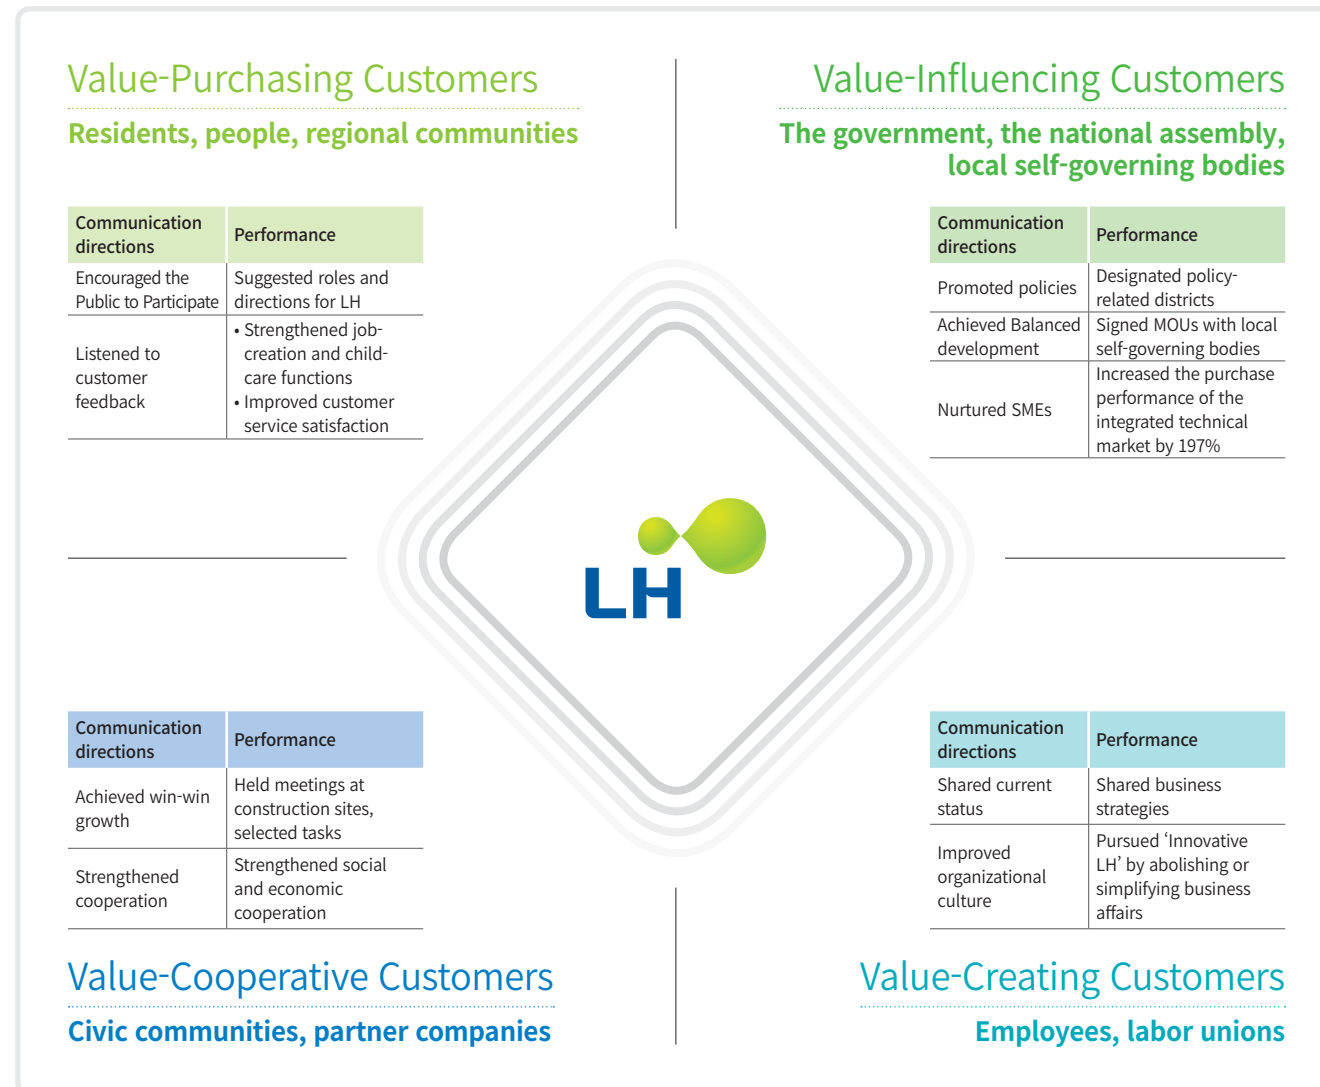 Value-Purchasing Customers
Residents, people, regional communities
Communication
directions
Performance
Encouraged the
Public to Participate
Suggested roles and
directions for LH
Listened to
customer
feedback
• Strengthened job-
creation and child-
care functions
• Improved customer
service satisfaction
Value-Influencing Customers
The government, the national assembly,
local self-governing bodies
Communication
directions
Performance
Promoted policies
Designated policy-
related districts
Achieved Balanced
development
Signed MOUs with local
self-governing bodies
Nurtured SMEs
Increased the purchase
performance of the
integrated technical
market by 197%
LH
Communication
directions
Performance
Achieved win-win
growth
Held meetings at
construction sites,
selected tasks
Strengthened
cooperation
Strengthened social
and economic
cooperation
Value-Cooperative Customers
Civic communities, partner companies
Communication
directions
Performance
Shared current
status
Shared business
strategies
Improved
organizational
culture
Pursued ‘Innovative
LH’ by abolishing or
simplifying business
affairs
Value-Creating Customers
Employees, labor unions